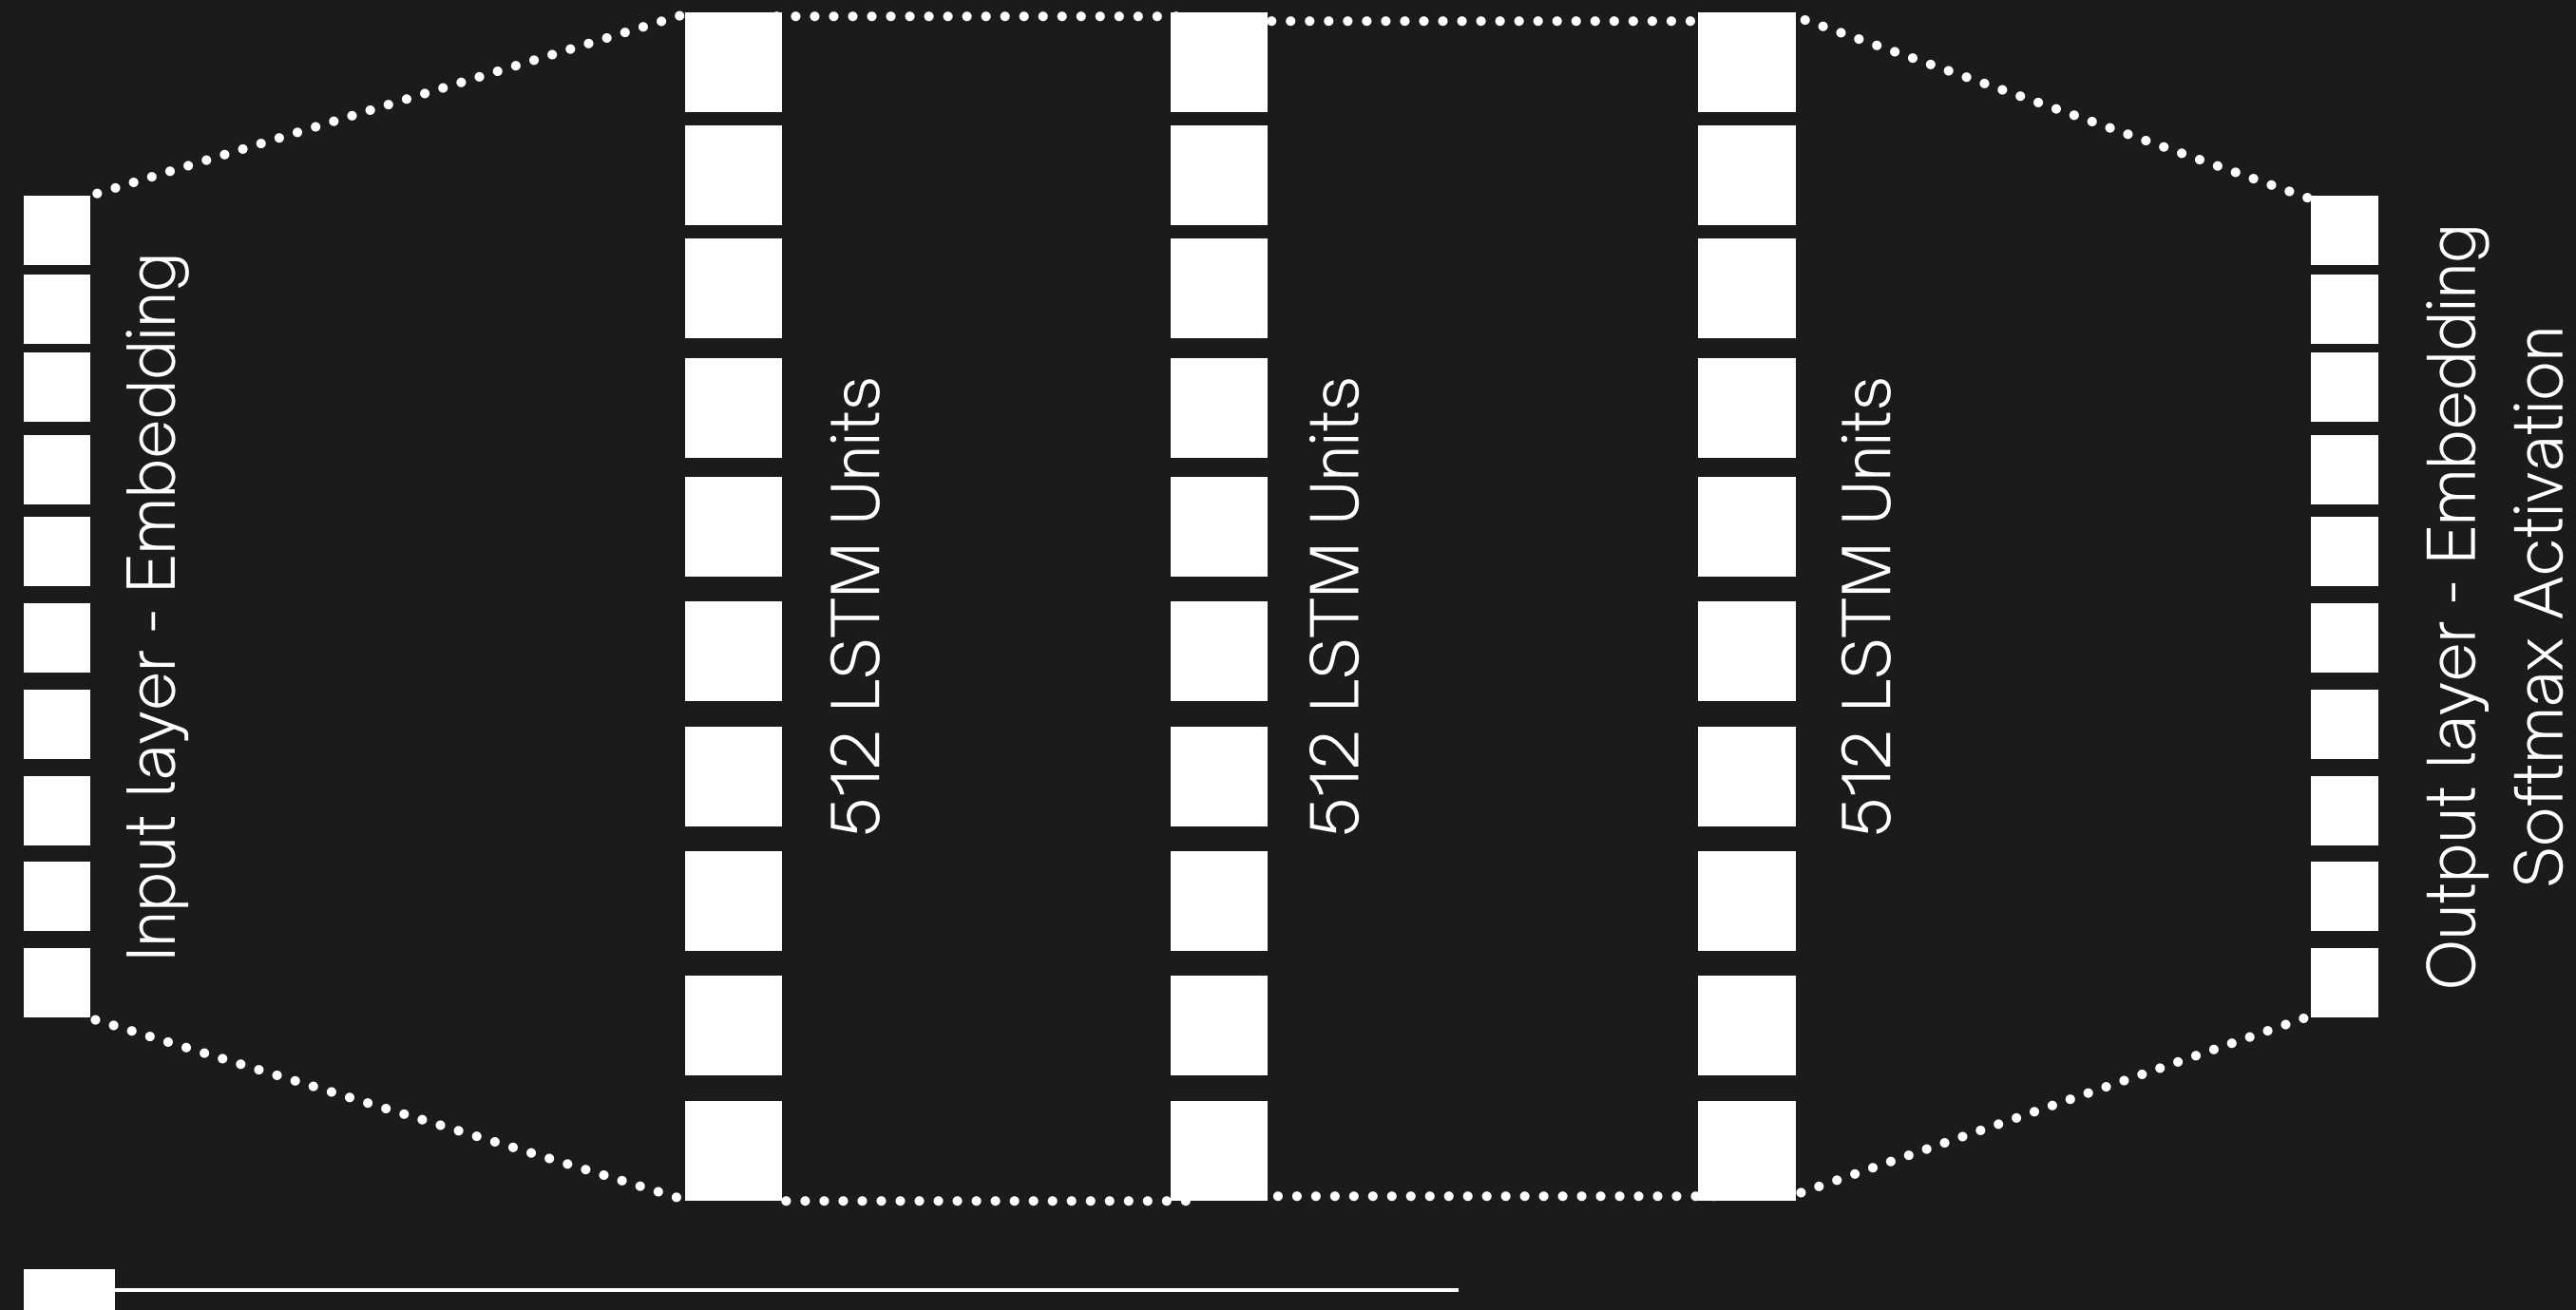 Input layer - Embedding
512 LSTM Units
512 LSTM Units
512 LSTM Units
Output layer - Embedding
Softmax Activation